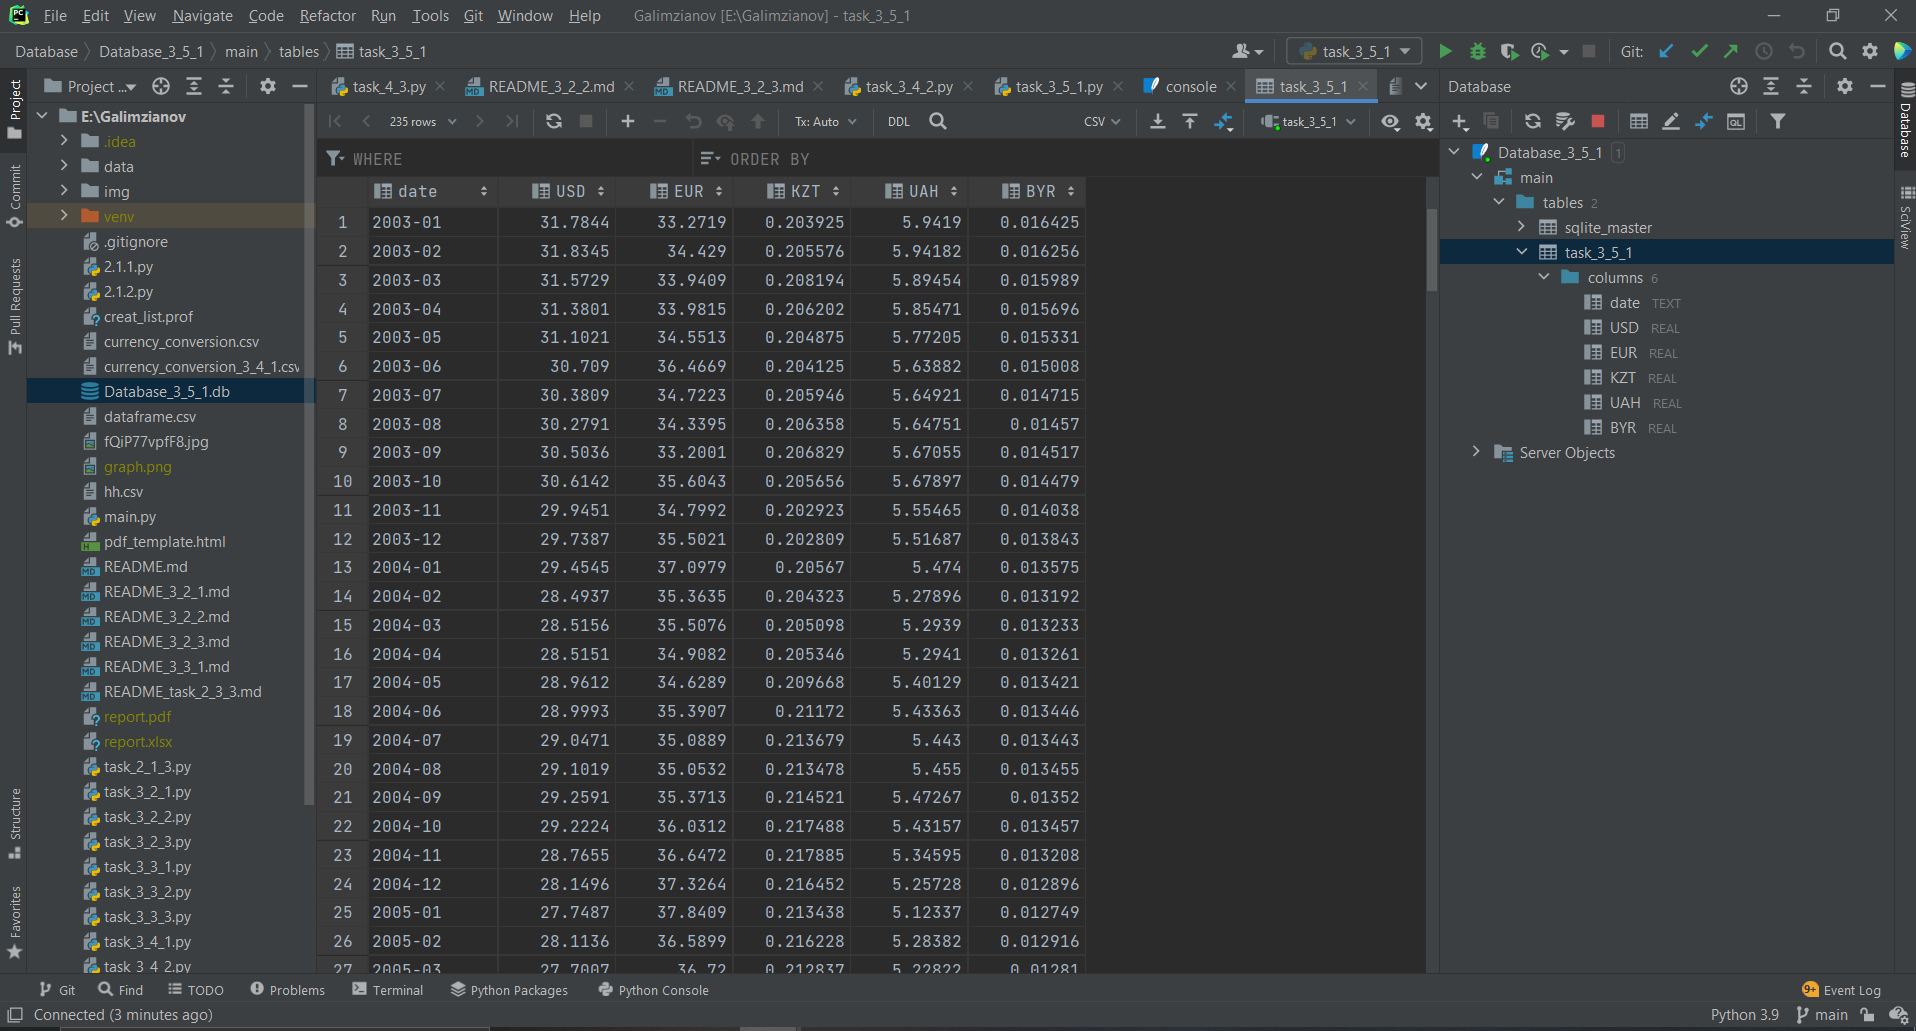 PC File Edit View Navigate Code Refactor Run Tools Git Window Help Galimzianov [E:\Galimzianov] - task_3_5_1
Database Database_3_5_1 main tables task_3_5_1 task_3_5_1 Git:
Project ... task_4_3.py README_3_2_2.md README_3_2_3.md task_3_4_2.py task_3_5_1.py console task_3_5_1 Database
Project
Commit
Pull Requests
Structure
Favorites
E:\Galimzianov
.idea
data
img
venv
.gitignore
2.1.1.py
2.1.2.py
creat_list.prof
currency_conversion.csv
currency_conversion_3_4_1.csv
Database_3_5_1.db
dataframe.csv
fQiP77vpfF8.jpg
graph.png
hh.csv
main.py
pdf_template.html
README.md
README_3_2_1.md
README_3_2_2.md
README_3_2_3.md
README_3_3_1.md
README_task_2_3_3.md
report.pdf
report.xlsx
task_2_1_3.py
task_3_2_1.py
task_3_2_2.py
task_3_2_3.py
task_3_3_1.py
task_3_3_2.py
task_3_3_3.py
task_3_4_1.py
task_3_4_2.py
235 rows Tx: Auto DDL CSV task_3_5_1
WHERE ORDER BY
date USD EUR KZT UAH BYR
1 2003-01 31.7844 33.2719 0.203925 5.9419 0.016425
2 2003-02 31.8345 34.429 0.205576 5.94182 0.016256
3 2003-03 31.5729 33.9409 0.208194 5.89454 0.015989
4 2003-04 31.3801 33.9815 0.206202 5.85471 0.015696
5 2003-05 31.1021 34.5513 0.204875 5.77205 0.015331
6 2003-06 30.709 36.4669 0.204125 5.63882 0.015008
7 2003-07 30.3809 34.7223 0.205946 5.64921 0.014715
8 2003-08 30.2791 34.3395 0.206358 5.64751 0.01457
9 2003-09 30.5036 33.2001 0.206829 5.67055 0.014517
10 2003-10 30.6142 35.6043 0.205656 5.67897 0.014479
11 2003-11 29.9451 34.7992 0.202923 5.55465 0.014038
12 2003-12 29.7387 35.5021 0.202809 5.51687 0.013843
13 2004-01 29.4545 37.0979 0.20567 5.474 0.013575
14 2004-02 28.4937 35.3635 0.204323 5.27896 0.013192
15 2004-03 28.5156 35.5076 0.205098 5.2939 0.013233
16 2004-04 28.5151 34.9082 0.205346 5.2941 0.013261
17 2004-05 28.9612 34.6289 0.209668 5.40129 0.013421
18 2004-06 28.9993 35.3907 0.21172 5.43363 0.013446
19 2004-07 29.0471 35.0889 0.213679 5.443 0.013443
20 2004-08 29.1019 35.0532 0.213478 5.455 0.013455
21 2004-09 29.2591 35.3713 0.214521 5.47267 0.01352
22 2004-10 29.2224 36.0312 0.217488 5.43157 0.013457
23 2004-11 28.7655 36.6472 0.217885 5.34595 0.013208
24 2004-12 28.1496 37.3264 0.216452 5.25728 0.012896
25 2005-01 27.7487 37.8409 0.213438 5.12337 0.012749
26 2005-02 28.1136 36.5899 0.216228 5.28382 0.012916
27 2005-03 27.7007 36.72 0.212837 5.22822 0.01281
QL
Database_3_5_1 1
main
tables 2
sqlite_master
task_3_5_1
columns 6
date TEXT
USD REAL
EUR REAL
KZT REAL
UAH REAL
BYR REAL
Server Objects
Database
SciView
Git Find TODO Problems Terminal Python Packages Python Console 9+ Event Log
Connected (3 minutes ago) Python 3.9 main